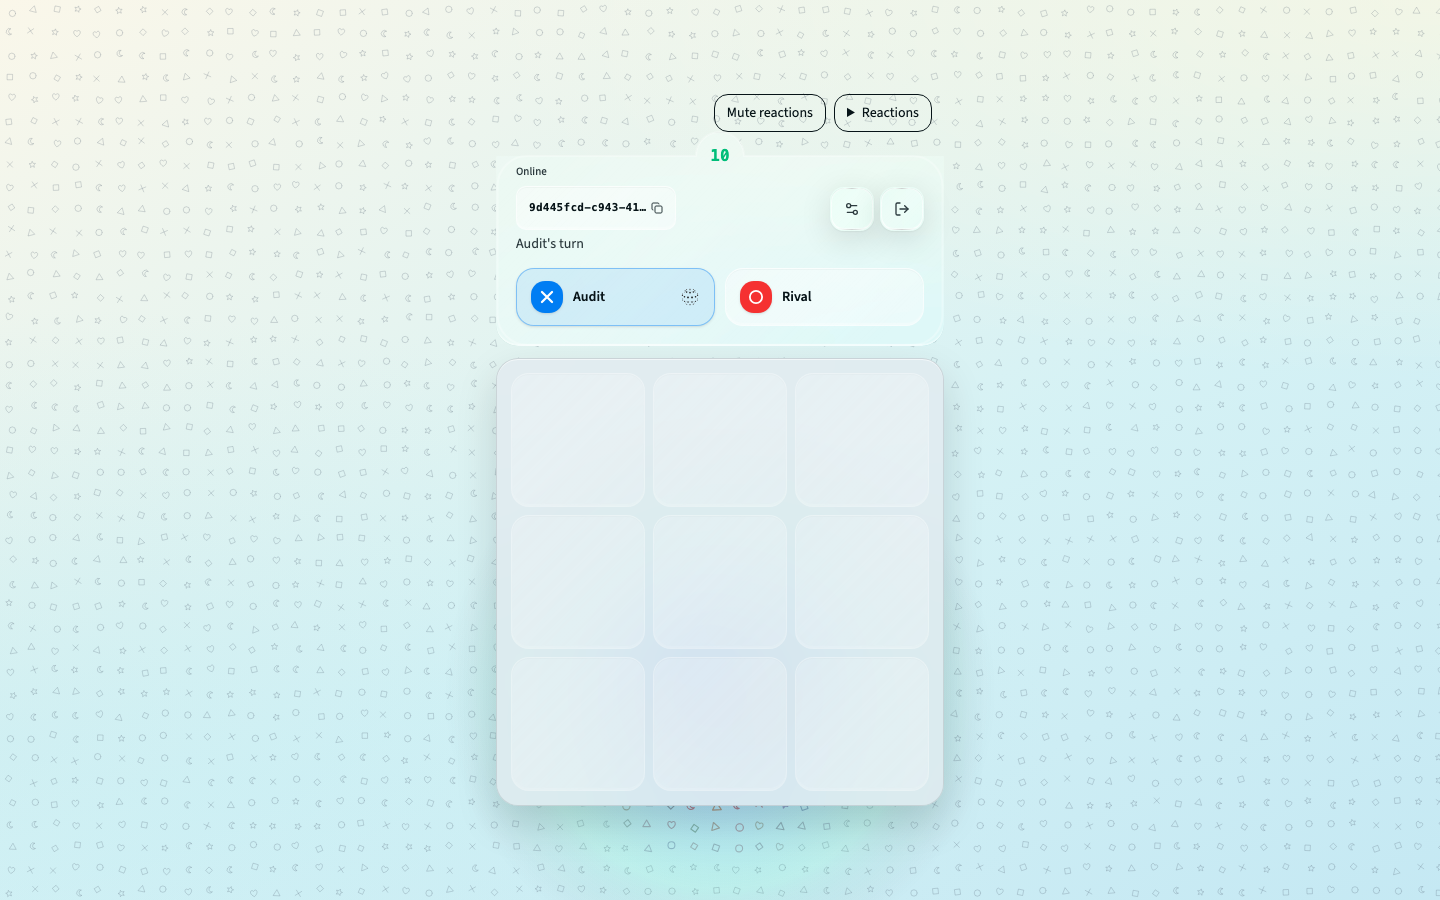 Mute reactions
Reactions
10
Online
9d445fcd-c943-41…
Audit's turn
Audit
Rival